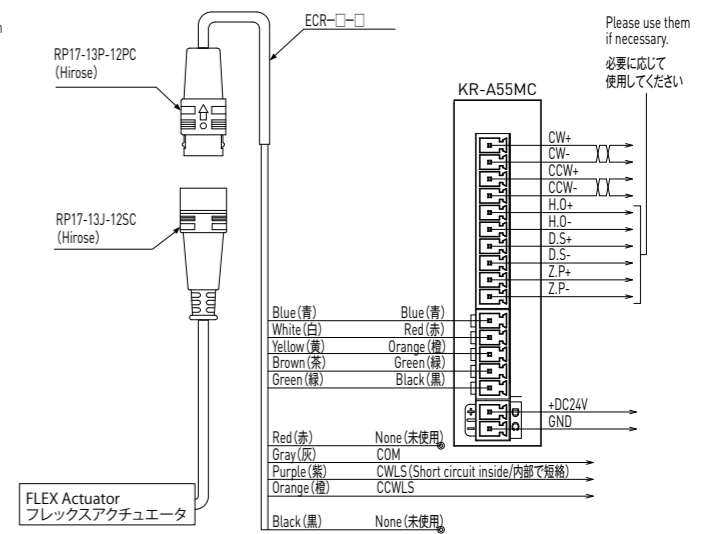 n
ECR-□-□
Please use them
if necessary.
必要に応じて
使用してください
RP17-13P-12PC
(Hirose)
KR-A55MC
CW+
CW-
CCW+
CCW-
H.O+
H.O-
D.S+
D.S-
Z.P+
Z.P-
RP17-13J-12SC
(Hirose)
Blue(青) Blue(青)
White(白) Red(赤)
Yellow(黄) Orange(橙)
Brown(茶) Green(緑)
Green(緑) Black(黒)
+ D +DC24V
- C GND
Red(赤) None(未使用)
Gray(灰) COM
Purple(紫) CWLS(Short circuit inside/内部で短絡)
Orange(橙) CCWLS
Black(黒) None(未使用)
FLEX Actuator
フレックスアクチュエータ